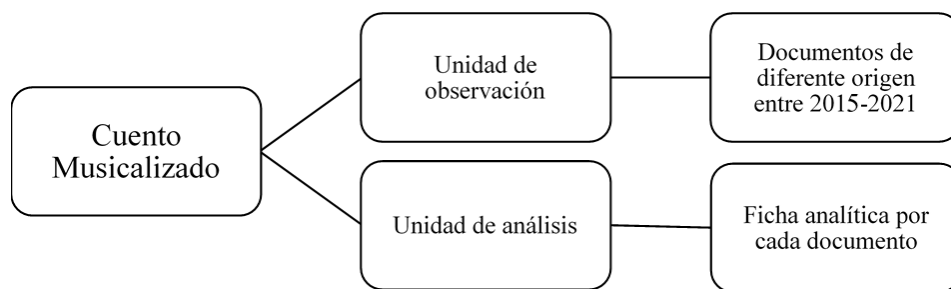 Cuento
Musicalizado
Unidad de
observación
Documentos de
diferente origen
entre 2015-2021
Unidad de análisis
Ficha analítica por
cada documento